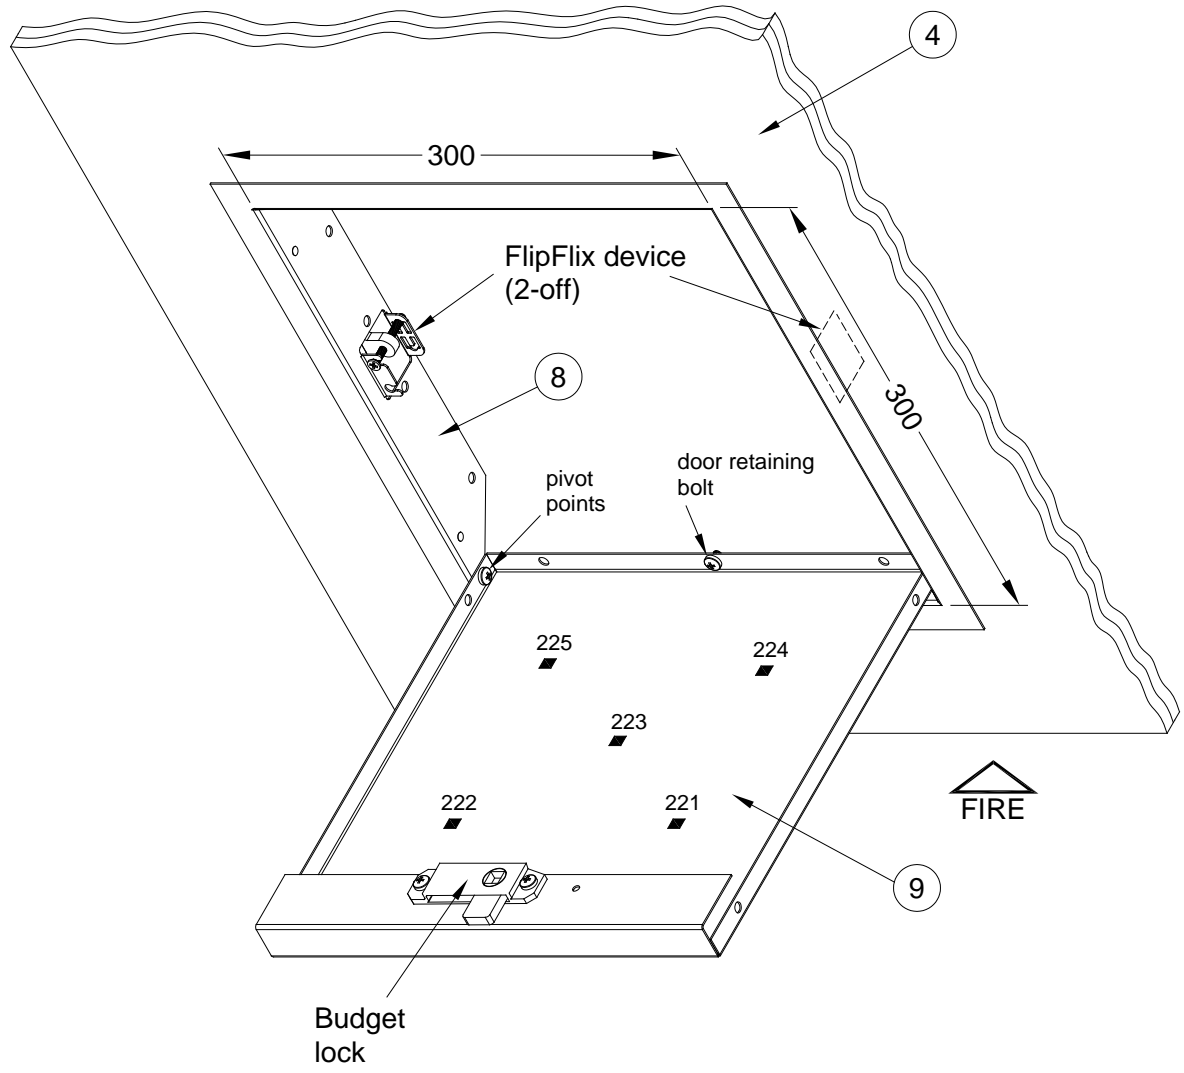 4
300
FlipFlix device
(2-off)
8
300
door retaining
bolt
pivot
points
225
224
223
222
221
FIRE
9
Budget
lock